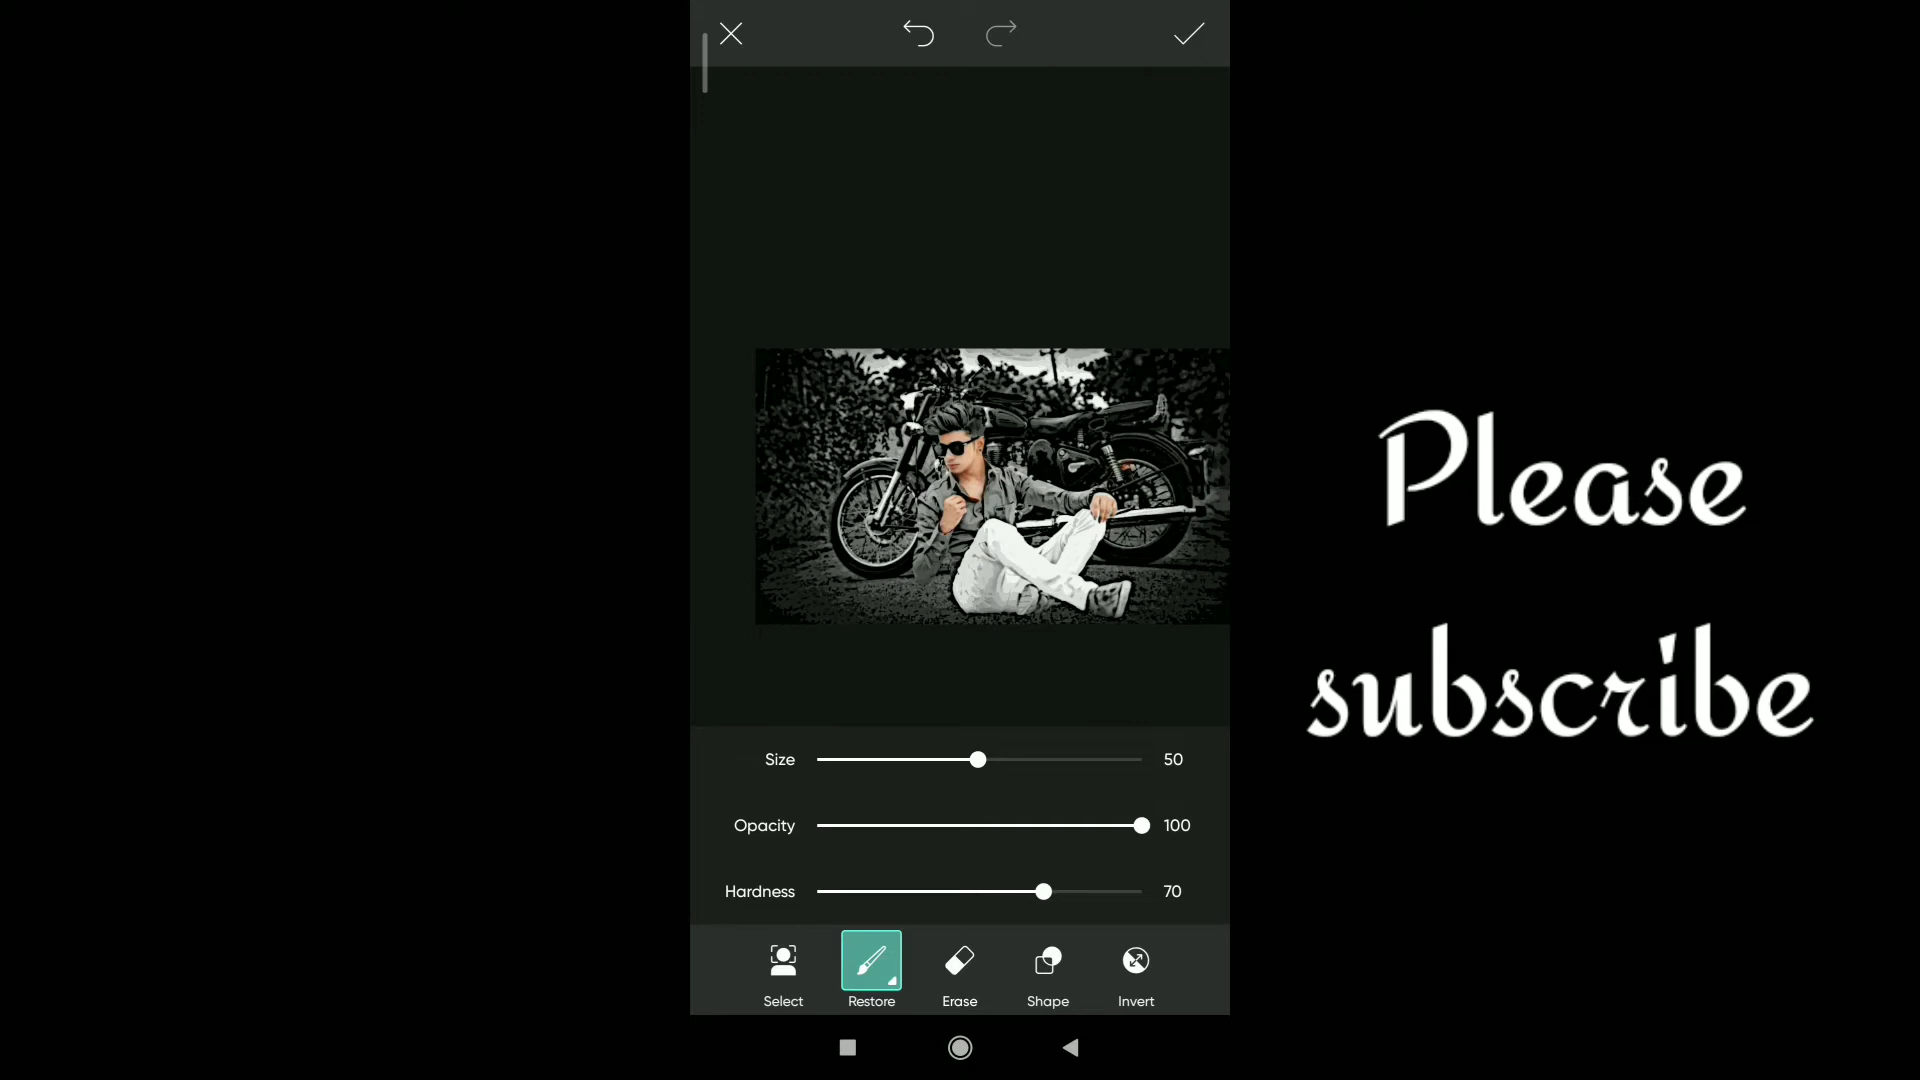 Please
subscribe
Size 50
Opacity 100
Hardness 70
Select Restore Erase Shape Invert